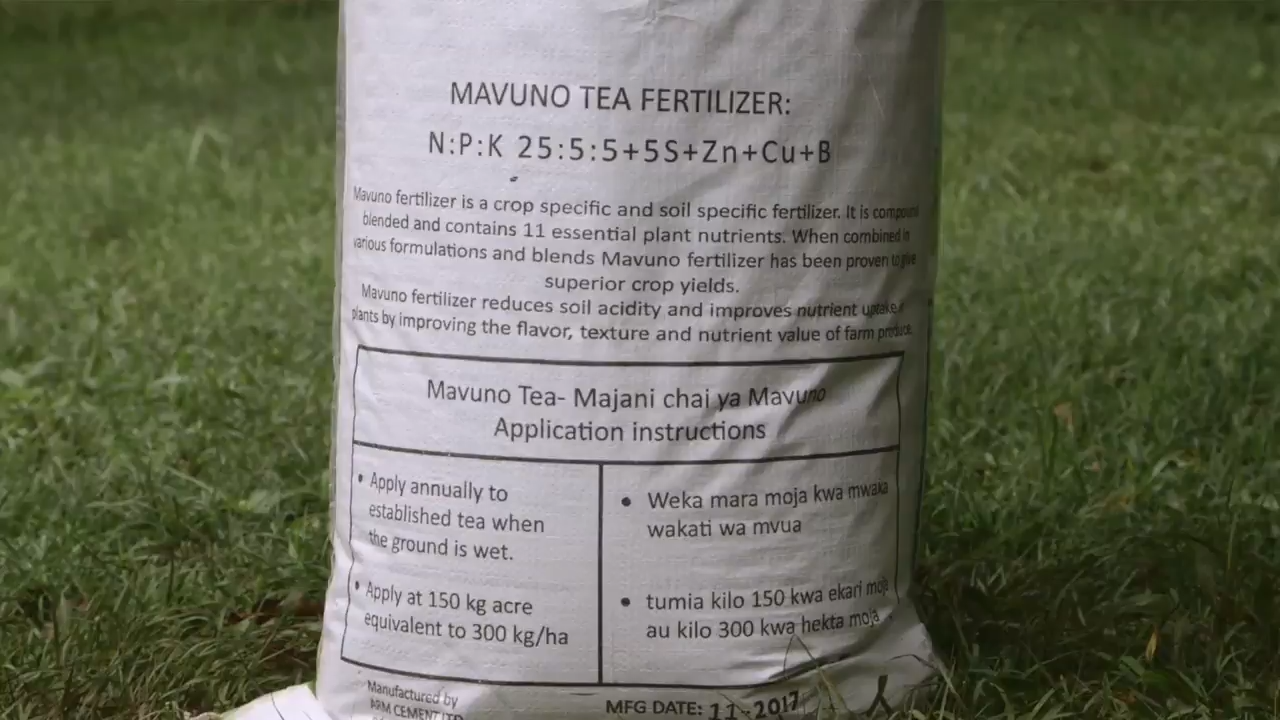 MAVUNO TEA FERTILIZER:
N:P:K 25:5:5+5S+Zn+Cu+B
Mavuno fertilizer is a crop specific and soil specific fertilizer. It is compound
blended and contains 11 essential plant nutrients. When combined in
various formulations and blends Mavuno fertilizer has been proven to give
superior crop yields.
Mavuno fertilizer reduces soil acidity and improves nutrient uptake
plants by improving the flavor, texture and nutrient value of farm produce.
Mavuno Tea- Majani chai ya Mavuno
Application instructions
• Apply annually to
established tea when
the ground is wet.
• Apply at 150 kg acre
equivalent to 300 kg/ha
• Weka mara moja kwa mwaka
wakati wa mvua
• tumia kilo 150 kwa ekari moja
au kilo 300 kwa hekta moja
Manufactured by
ARM CEMENT LTD
MFG DATE: 11-2017